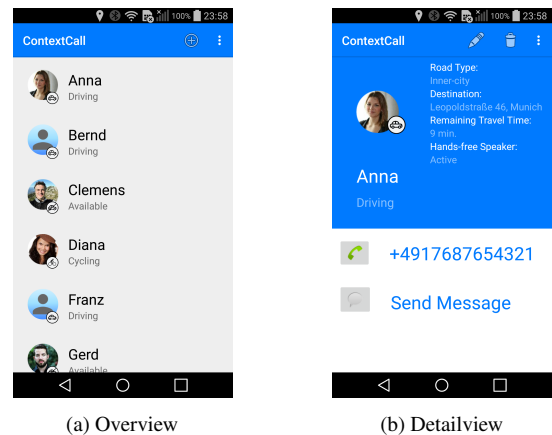 100% 23:58
ContextCall
Anna
Driving
Bernd
Driving
Clemens
Available
Diana
Cycling
Franz
Driving
Gerd
Available
(a) Overview
100% 23:58
ContextCall
Road Type:
Inner-city
Destination:
Leopoldstraße 46, Munich
Remaining Travel Time:
9 min.
Hands-free Speaker:
Active
Anna
Driving
+4917687654321
Send Message
(b) Detailview